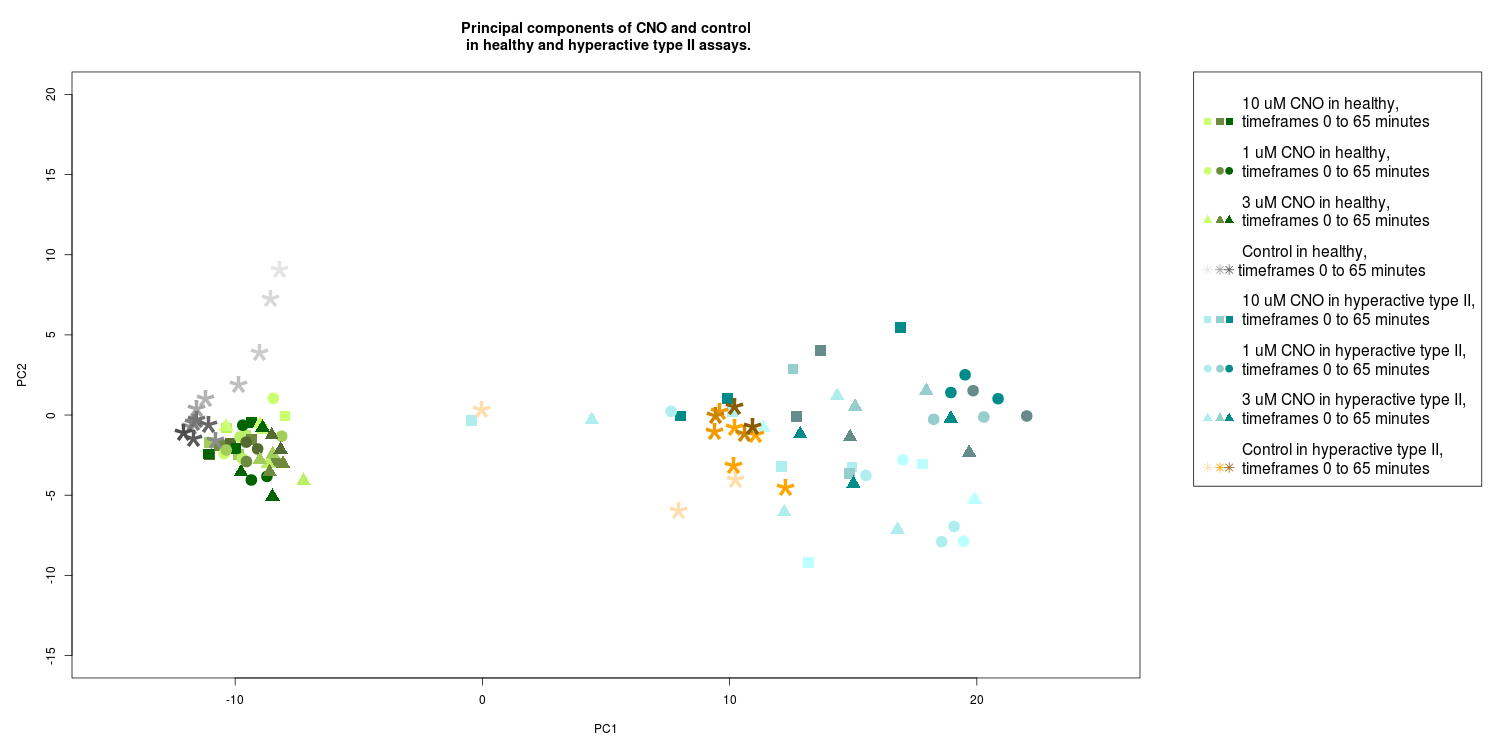 Principal components of CNO and control
in healthy and hyperactive type II assays.
20
15
10
5
0
-5
-10
-15
PC2
-10
0
10
20
PC1
10 uM CNO in healthy,
timeframes 0 to 65 minutes
1 uM CNO in healthy,
timeframes 0 to 65 minutes
3 uM CNO in healthy,
timeframes 0 to 65 minutes
Control in healthy,
timeframes 0 to 65 minutes
10 uM CNO in hyperactive type II,
timeframes 0 to 65 minutes
1 uM CNO in hyperactive type II,
timeframes 0 to 65 minutes
3 uM CNO in hyperactive type II,
timeframes 0 to 65 minutes
Control in hyperactive type II,
timeframes 0 to 65 minutes